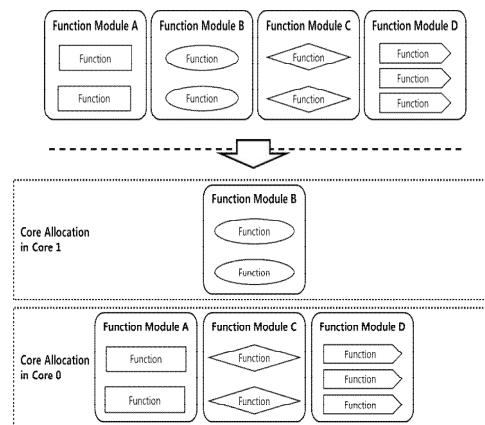 Function Module A
Function
Function
Function Module B
Function
Function
Function Module C
Function
Function
Function Module D
Function
Function
Function
Core Allocation
in Core 1
Function Module B
Function
Function
Core Allocation
in Core 0
Function Module A
Function
Function
Function Module C
Function
Function
Function Module D
Function
Function
Function